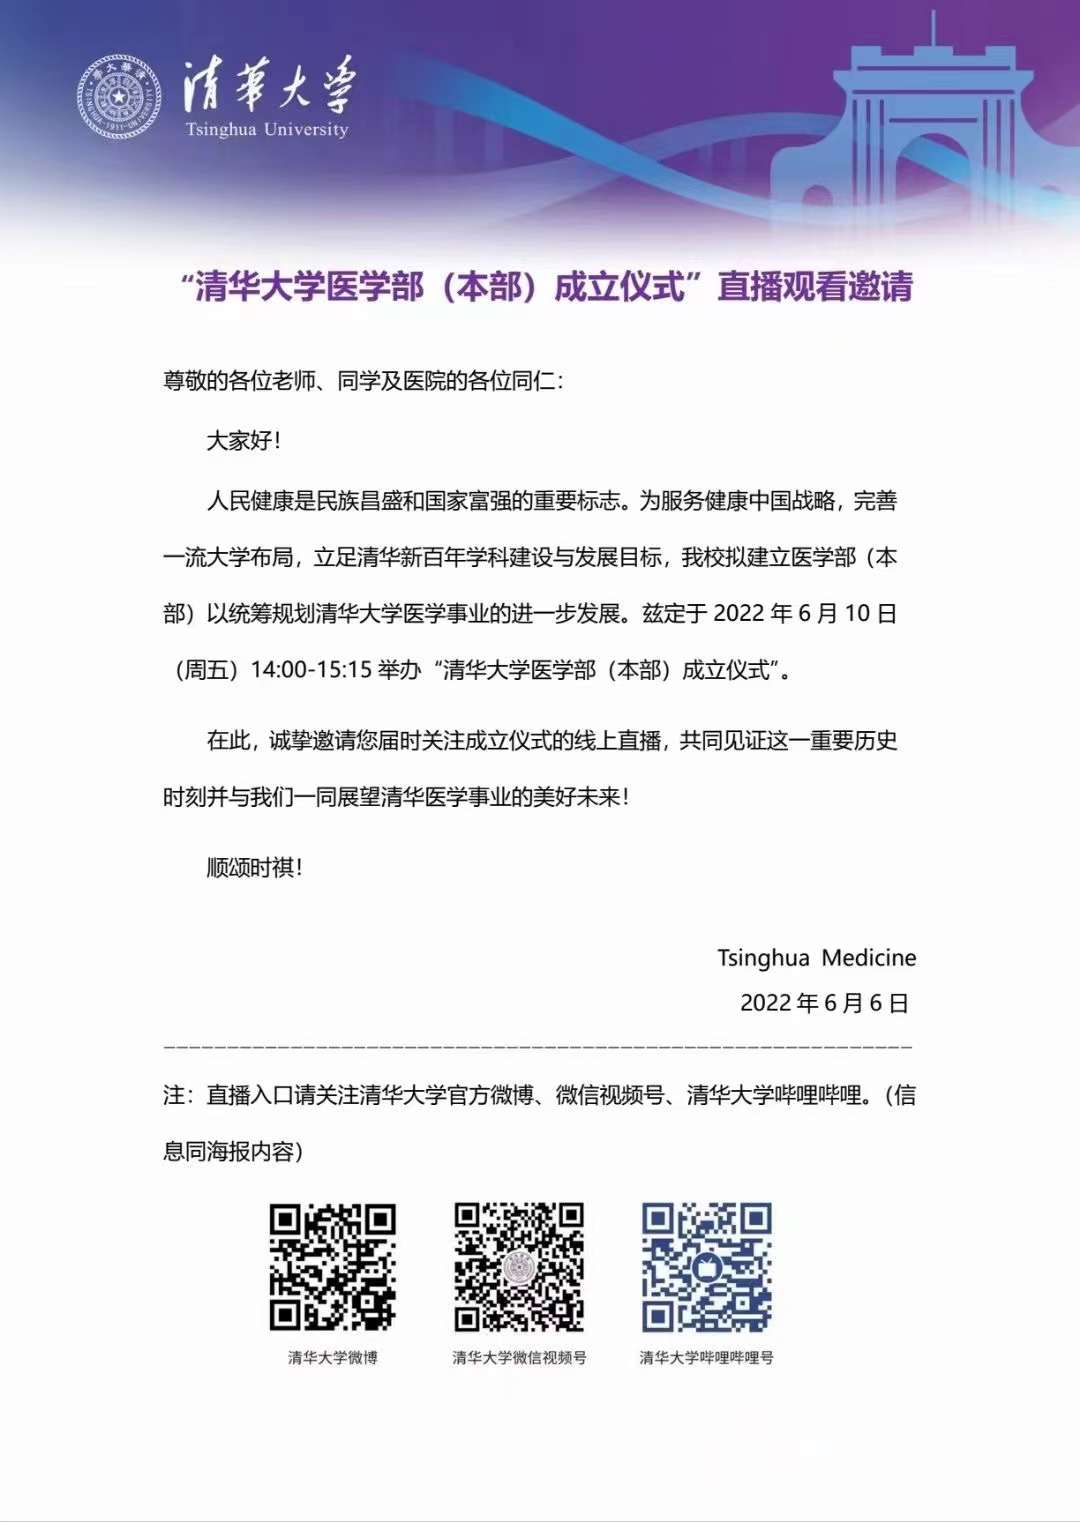 清華大学
Tsinghua University
“清华大学医学部（本部）成立仪式”直播观看邀请
尊敬的各位老师、同学及医院的各位同仁：
大家好！
人民健康是民族昌盛和国家富强的重要标志。为服务健康中国战略，完善
一流大学布局，立足清华新百年学科建设与发展目标，我校拟建立医学部（本
部）以统筹规划清华大学医学事业的进一步发展。兹定于 2022 年 6 月 10 日
（周五）14:00-15:15 举办“清华大学医学部（本部）成立仪式”。
在此，诚挚邀请您届时关注成立仪式的线上直播，共同见证这一重要历史
时刻并与我们一同展望清华医学事业的美好未来！
顺颂时祺！
Tsinghua Medicine
2022 年 6 月 6 日
注：直播入口请关注清华大学官方微博、微信视频号、清华大学哔哩哔哩。（信
息同海报内容）
清华大学微博
清华大学微信视频号
清华大学哔哩哔哩号